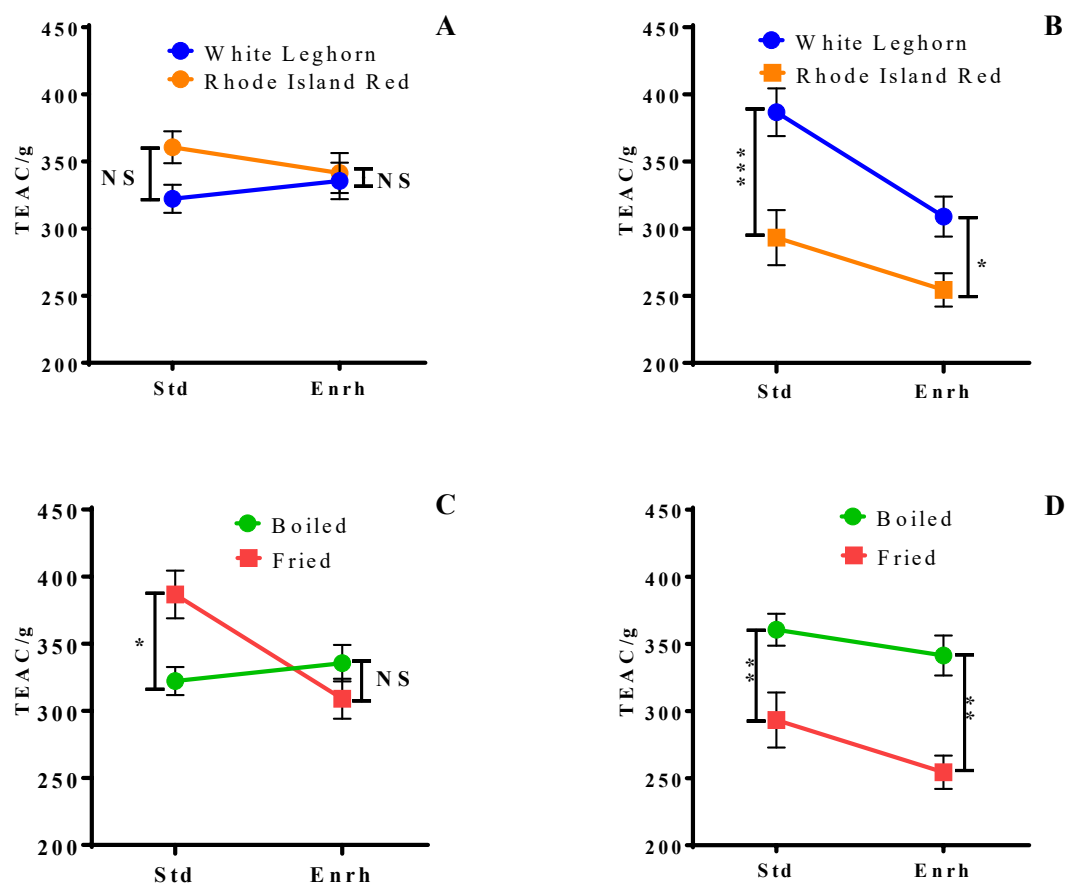 A
450
400
350
300
250
200
TEAC/g
White Leghorn
Rhode Island Red
NS
NS
Std
Enrh
B
450
400
350
300
250
200
TEAC/g
White Leghorn
Rhode Island Red
***
*
Std
Enrh
C
450
400
350
300
250
200
TEAC/g
Boiled
Fried
*
NS
Std
Enrh
D
450
400
350
300
250
200
TEAC/g
Boiled
Fried
**
**
Std
Enrh